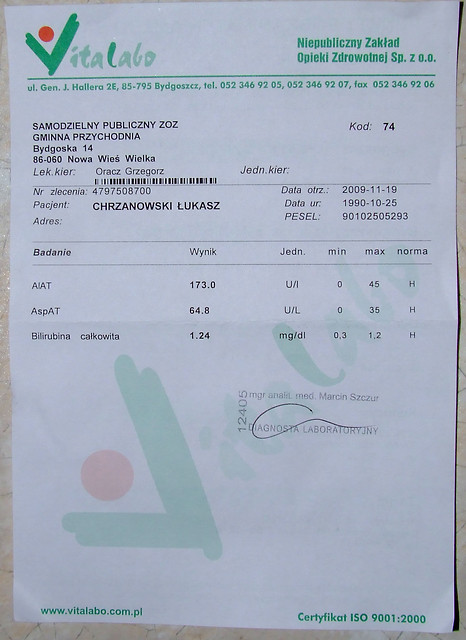 VitaLabo
Niepubliczny Zakład
Opieki Zdrowotnej Sp. z o.o.
ul. Gen. J. Hallera 2E, 85-795 Bydgoszcz, tel. 052 346 92 05, 052 346 92 07, fax 052 346 92 06
SAMODZIELNY PUBLICZNY ZOZ
GMINNA PRZYCHODNIA
Bydgoska 14
86-060 Nowa Wieś Wielka
Kod: 74
Lek.kier: Oracz Grzegorz Jedn.kier:
Nr zlecenia: 4797508700 Data otrz.: 2009-11-19
Pacjent: CHRZANOWSKI ŁUKASZ Data ur: 1990-10-25
Adres: PESEL: 90102505293
Badanie Wynik Jedn. min max norma
AlAT 173.0 U/l 0 45 H
AspAT 64.8 U/L 0 35 H
Bilirubina całkowita 1.24 mg/dl 0,3 1,2 H
VitaLabo
12405
mgr analit. med. Marcin Szczur
DIAGNOSTA LABORATORYJNY
www.vitalabo.com.pl
Certyfikat ISO 9001:2000